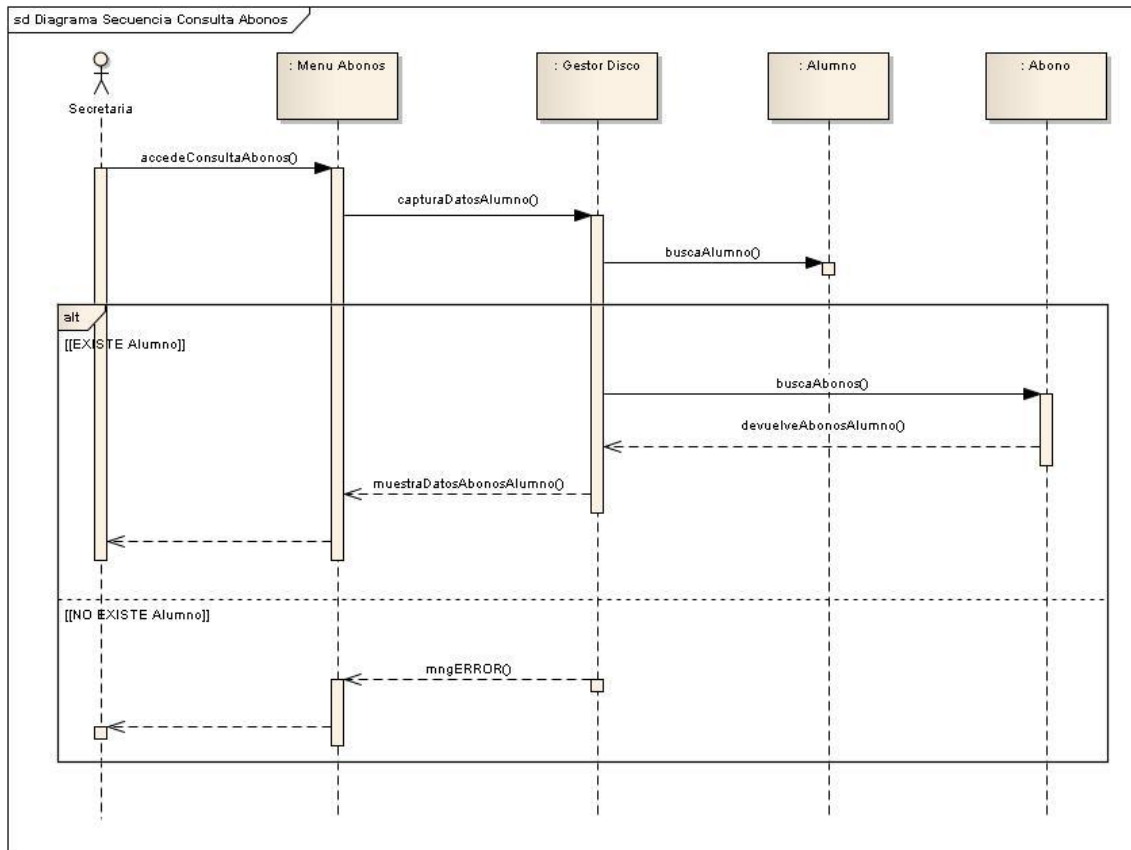 sd Diagrama Secuencia Consulta Abonos
Secretaria
: Menu Abonos
: Gestor Disco
: Alumno
: Abono
accedeConsultaAbonos()
capturaDatosAlumno()
buscaAlumno()
alt
[[EXISTE Alumno]]
buscaAbonos()
devuelveAbonosAlumno()
muestraDatosAbonosAlumno()
[[NO EXISTE Alumno]]
mngERROR()